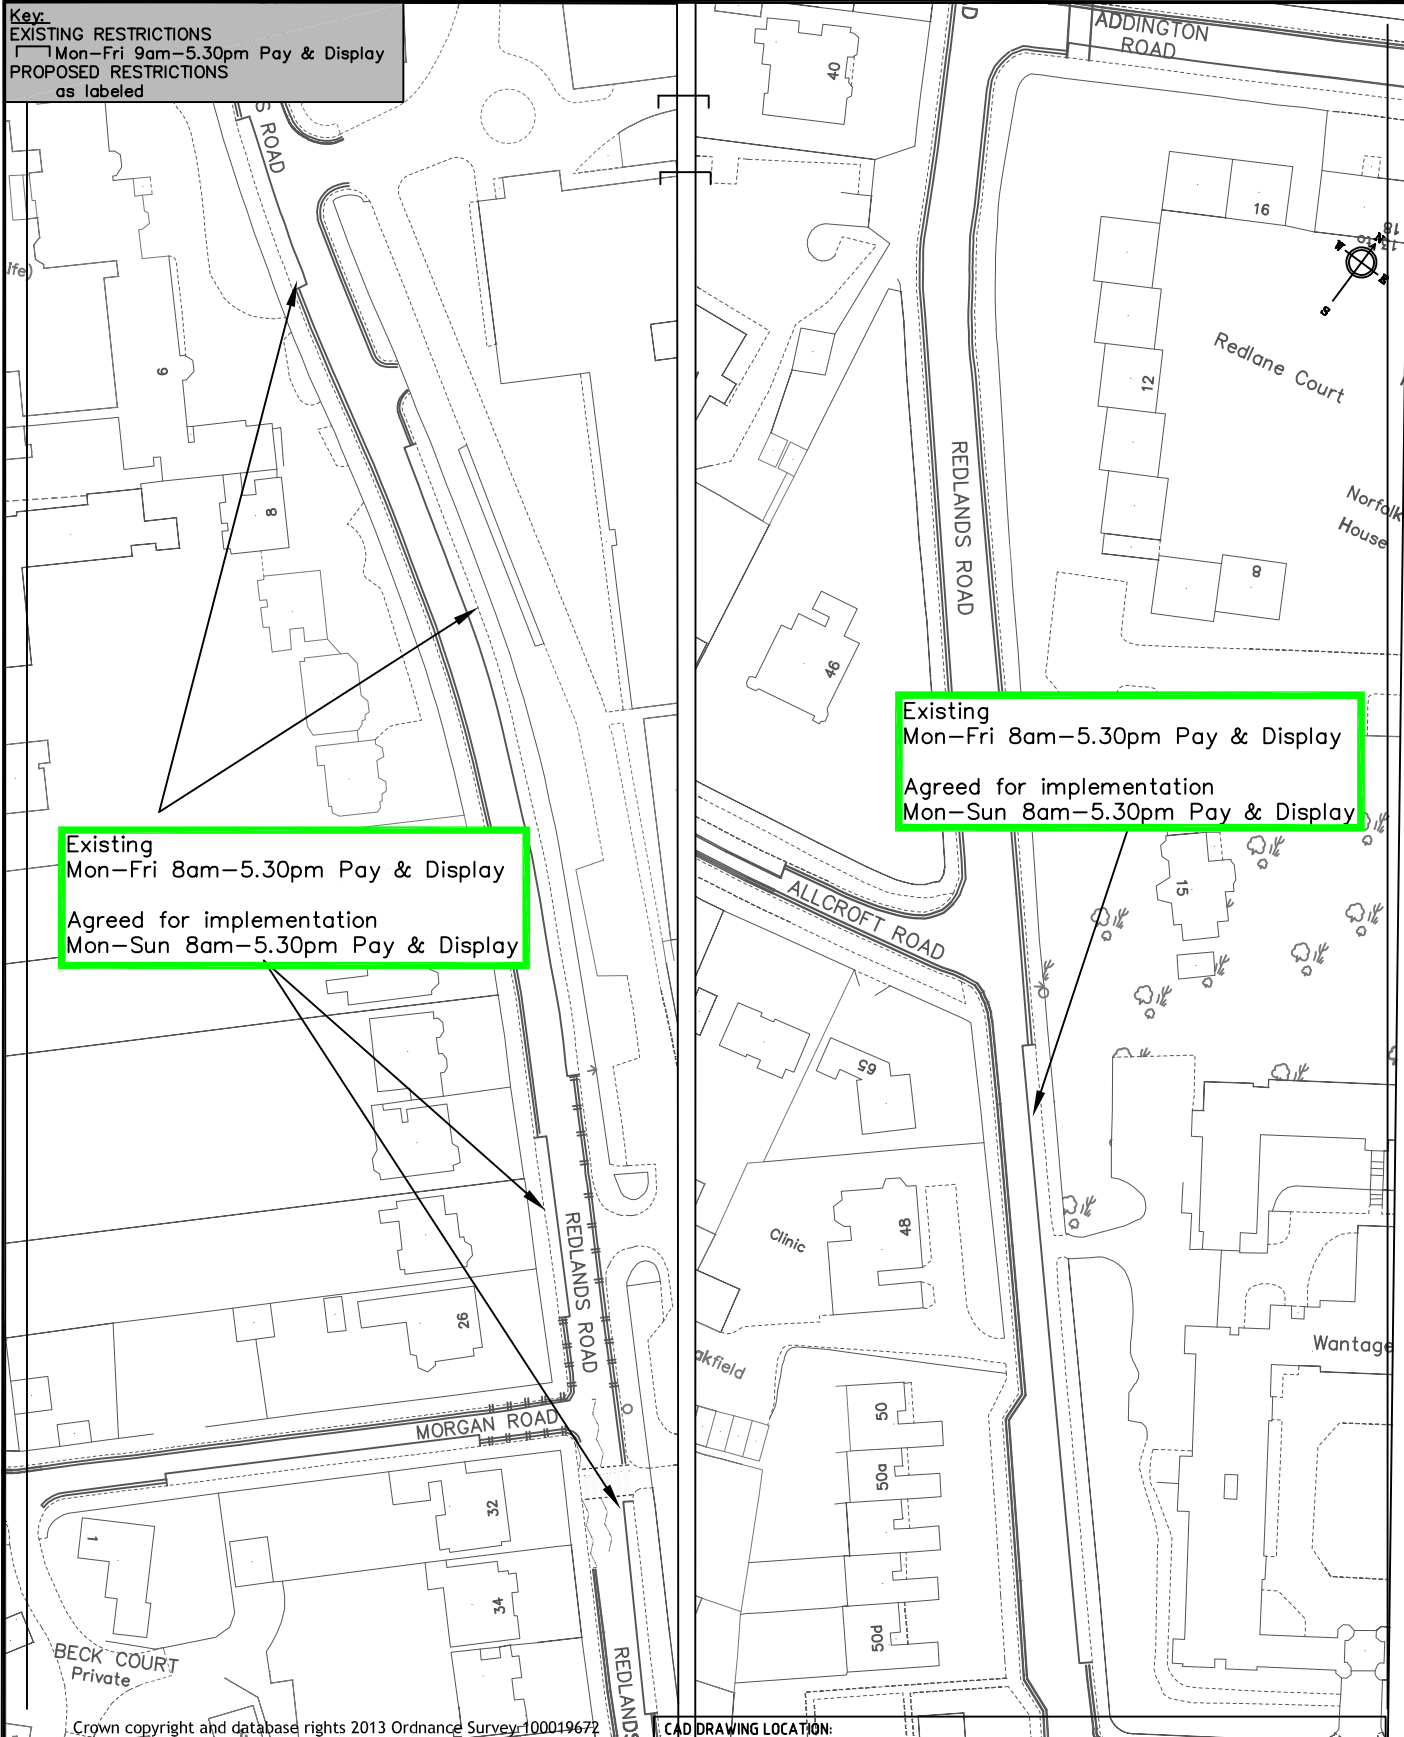 Key:
EXISTING RESTRICTIONS
Mon-Fri 9am-5.30pm Pay & Display
PROPOSED RESTRICTIONS
as labeled
S ROAD
lfe)
6
8
Existing
Mon-Fri 8am-5.30pm Pay & Display
Agreed for implementation
Mon-Sun 8am-5.30pm Pay & Display
REDLANDS ROAD
26
MORGAN ROAD
32
1
34
BECK COURT
Private
REDLANDS
Crown copyright and database rights 2013 Ordnance Survey 100019672
D
ADDINGTON
ROAD
40
16
18
N
W
E
S
Redlane Court
12
REDLANDS ROAD
Norfolk
House
8
46
Existing
Mon-Fri 8am-5.30pm Pay & Display
Agreed for implementation
Mon-Sun 8am-5.30pm Pay & Display
15
ALLCROFT ROAD
65
Clinic
48
Wantage
akfield
50
50a
50d
CAD DRAWING LOCATION: